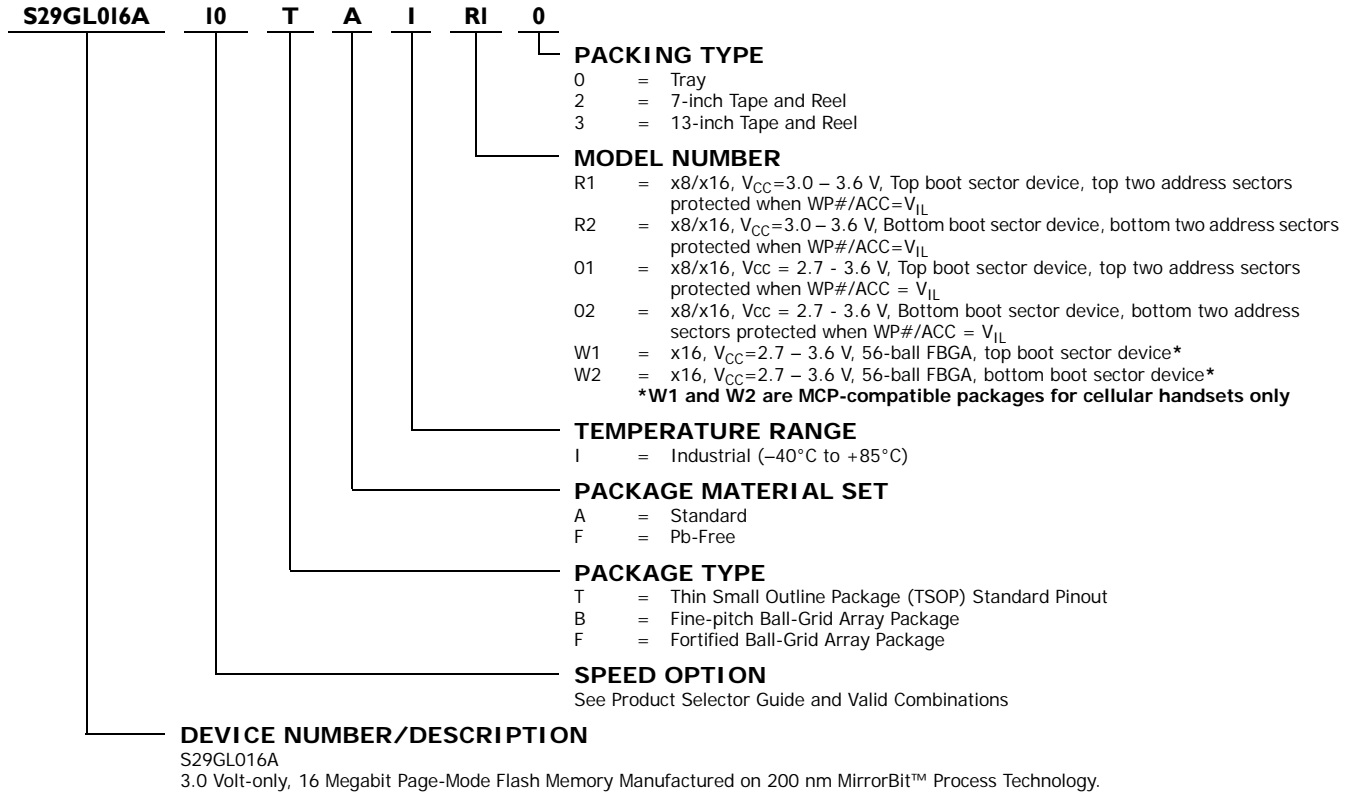 S29GL016A 10 T A I R1 0
PACKING TYPE
0 = Tray
2 = 7-inch Tape and Reel
3 = 13-inch Tape and Reel
MODEL NUMBER
R1 = x8/x16, VCC=3.0 – 3.6 V, Top boot sector device, top two address sectors
protected when WP#/ACC=VIL
R2 = x8/x16, VCC=3.0 – 3.6 V, Bottom boot sector device, bottom two address sectors
protected when WP#/ACC=VIL
01 = x8/x16, Vcc = 2.7 - 3.6 V, Top boot sector device, top two address sectors
protected when WP#/ACC = VIL
02 = x8/x16, Vcc = 2.7 - 3.6 V, Bottom boot sector device, bottom two address
sectors protected when WP#/ACC = VIL
W1 = x16, VCC=2.7 – 3.6 V, 56-ball FBGA, top boot sector device*
W2 = x16, VCC=2.7 – 3.6 V, 56-ball FBGA, bottom boot sector device*
*W1 and W2 are MCP-compatible packages for cellular handsets only
TEMPERATURE RANGE
I = Industrial (–40°C to +85°C)
PACKAGE MATERIAL SET
A = Standard
F = Pb-Free
PACKAGE TYPE
T = Thin Small Outline Package (TSOP) Standard Pinout
B = Fine-pitch Ball-Grid Array Package
F = Fortified Ball-Grid Array Package
SPEED OPTION
See Product Selector Guide and Valid Combinations
DEVICE NUMBER/DESCRIPTION
S29GL016A
3.0 Volt-only, 16 Megabit Page-Mode Flash Memory Manufactured on 200 nm MirrorBit™ Process Technology.